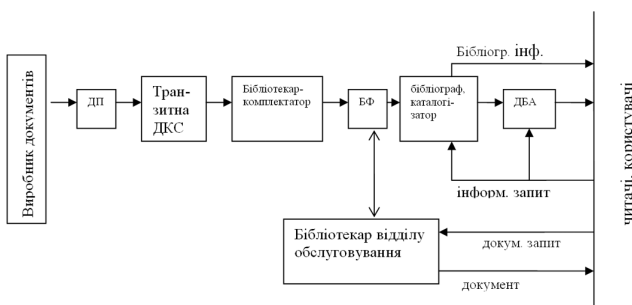 Бібліогр. інф.
Виробник документів
ДП
Тран-
зитна
ДКС
Бібліотекар-
комплектатор
БФ
бібліограф,
каталогі-
затор
ДБА
читачі, користувачі
інформ. запит
Бібліотекар відділу
обслуговування
докум. запит
документ